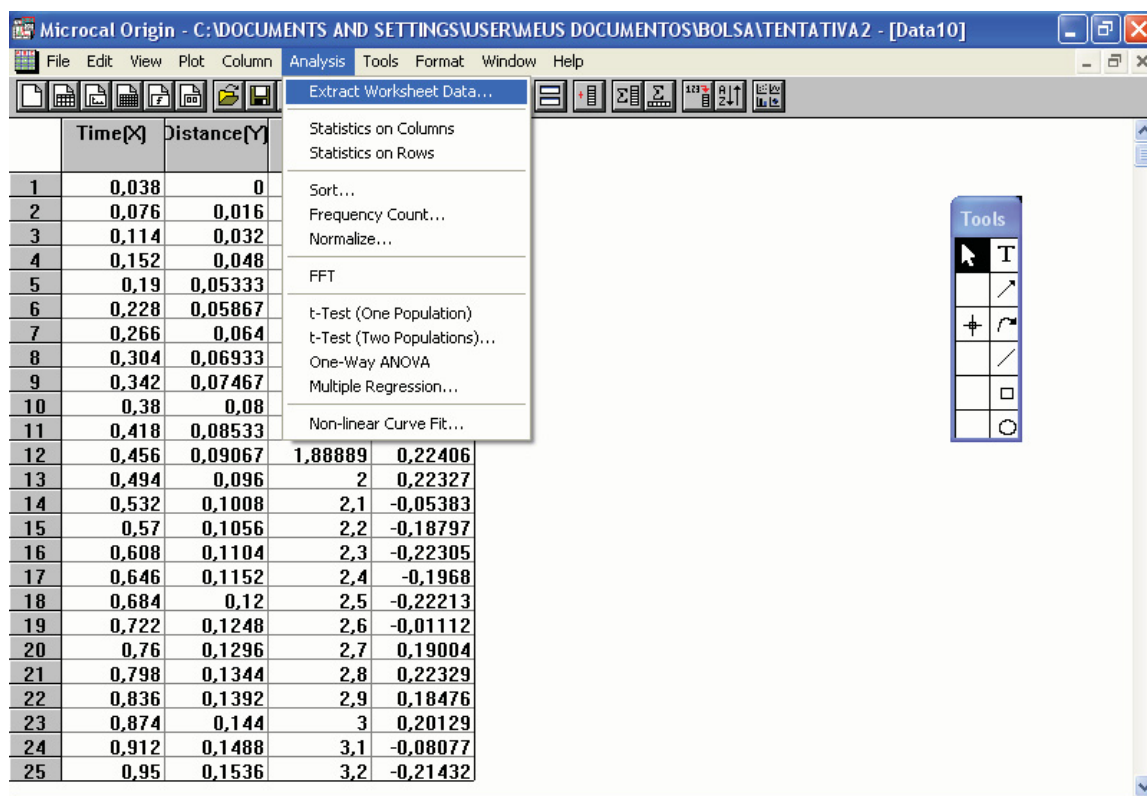 Microcal Origin - C:\DOCUMENTS AND SETTINGS\USER\MEUS DOCUMENTOS\BOLSA\TENTATIVA2 - [Data10]
File Edit View Plot Column Analysis Tools Format Window Help
Extract Worksheet Data...
Statistics on Columns
Statistics on Rows
Sort...
Frequency Count...
Normalize...
FFT
t-Test (One Population)
t-Test (Two Populations)...
One-Way ANOVA
Multiple Regression...
Non-linear Curve Fit...
Time(X) Distance(Y)
1 0,038 0
2 0,076 0,016
3 0,114 0,032
4 0,152 0,048
5 0,19 0,05333
6 0,228 0,05867
7 0,266 0,064
8 0,304 0,06933
9 0,342 0,07467
10 0,38 0,08
11 0,418 0,08533
12 0,456 0,09067 1,88889 0,22406
13 0,494 0,096 2 0,22327
14 0,532 0,1008 2,1 -0,05383
15 0,57 0,1056 2,2 -0,18797
16 0,608 0,1104 2,3 -0,22305
17 0,646 0,1152 2,4 -0,1968
18 0,684 0,12 2,5 -0,22213
19 0,722 0,1248 2,6 -0,01112
20 0,76 0,1296 2,7 0,19004
21 0,798 0,1344 2,8 0,22329
22 0,836 0,1392 2,9 0,18476
23 0,874 0,144 3 0,20129
24 0,912 0,1488 3,1 -0,08077
25 0,95 0,1536 3,2 -0,21432
Tools
T